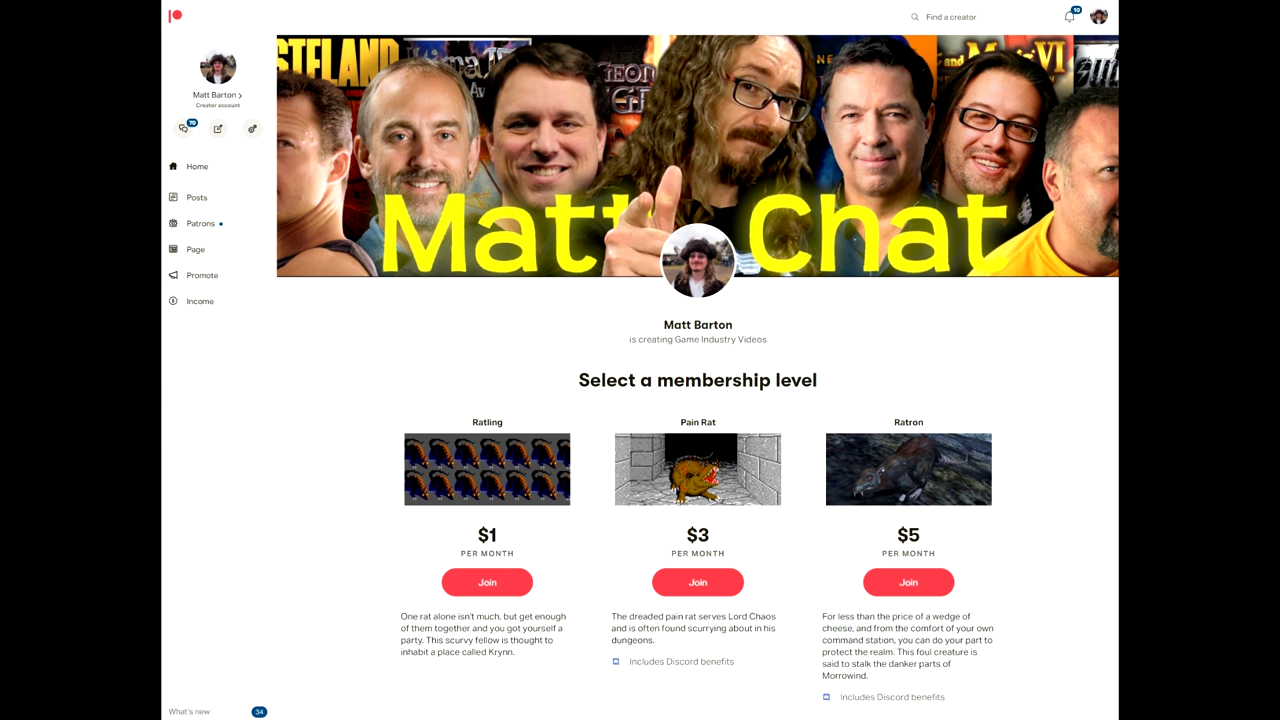 Find a creator
10
WASTELAND
and Magic VI
Matt Chat
Matt Barton
Creator account
70
Home
Posts
Patrons
Page
Promote
Income
Matt Barton
is creating Game Industry Videos
Select a membership level
Ratling
Pain Rat
Ratron
$1
PER MONTH
Join
One rat alone isn't much, but get enough
of them together and you got yourself a
party. This scurvy fellow is thought to
inhabit a place called Krynn.
$3
PER MONTH
Join
The dreaded pain rat serves Lord Chaos
and is often found scurrying about in his
dungeons.
Includes Discord benefits
$5
PER MONTH
Join
For less than the price of a wedge of
cheese, and from the comfort of your own
command station, you can do your part to
protect the realm. This foul creature is
said to stalk the danker parts of
Morrowind.
Includes Discord benefits
What's new
34